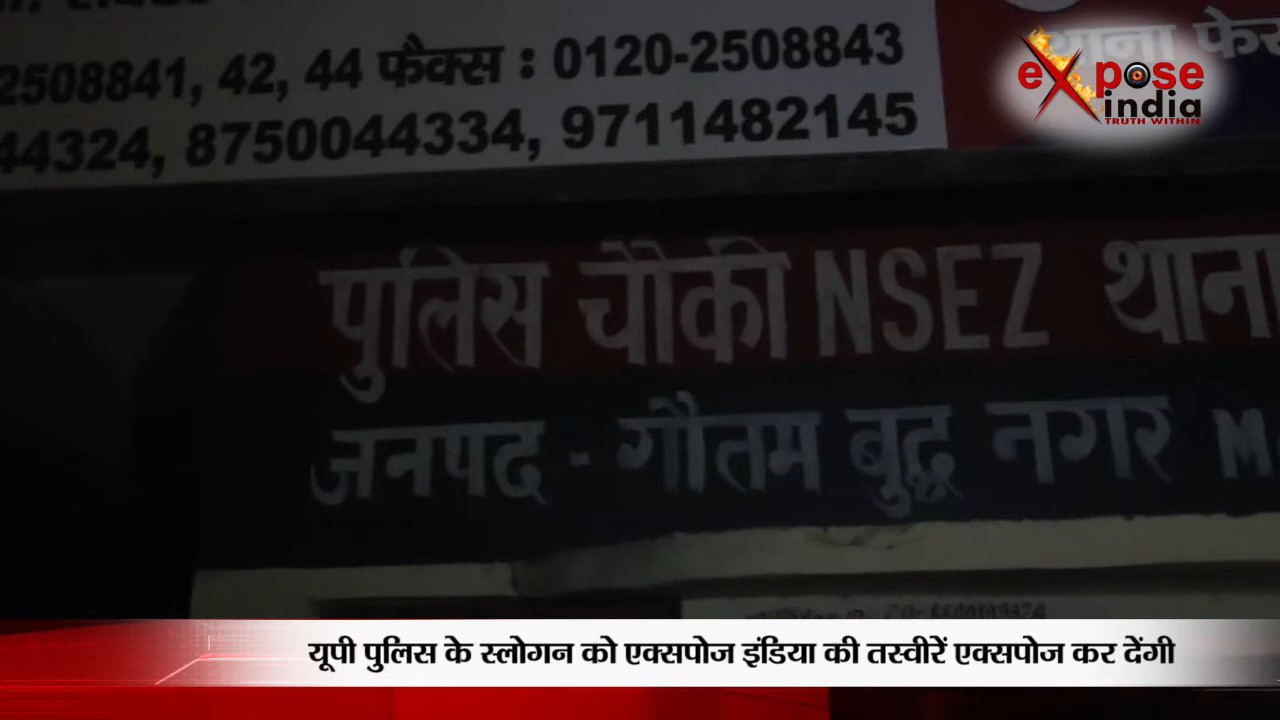 2508841, 42, 44 फैक्स : 0120-2508843
44324, 8750044334, 9711482145
थाना
expose
india
TRUTH WITHIN
पुलिस चौकी NSEZ थाना
जनपद - गौतम बुद्ध नगर
यूपी पुलिस के स्लोगन को एक्सपोज इंडिया की तस्वीरें एक्सपोज कर देंगी